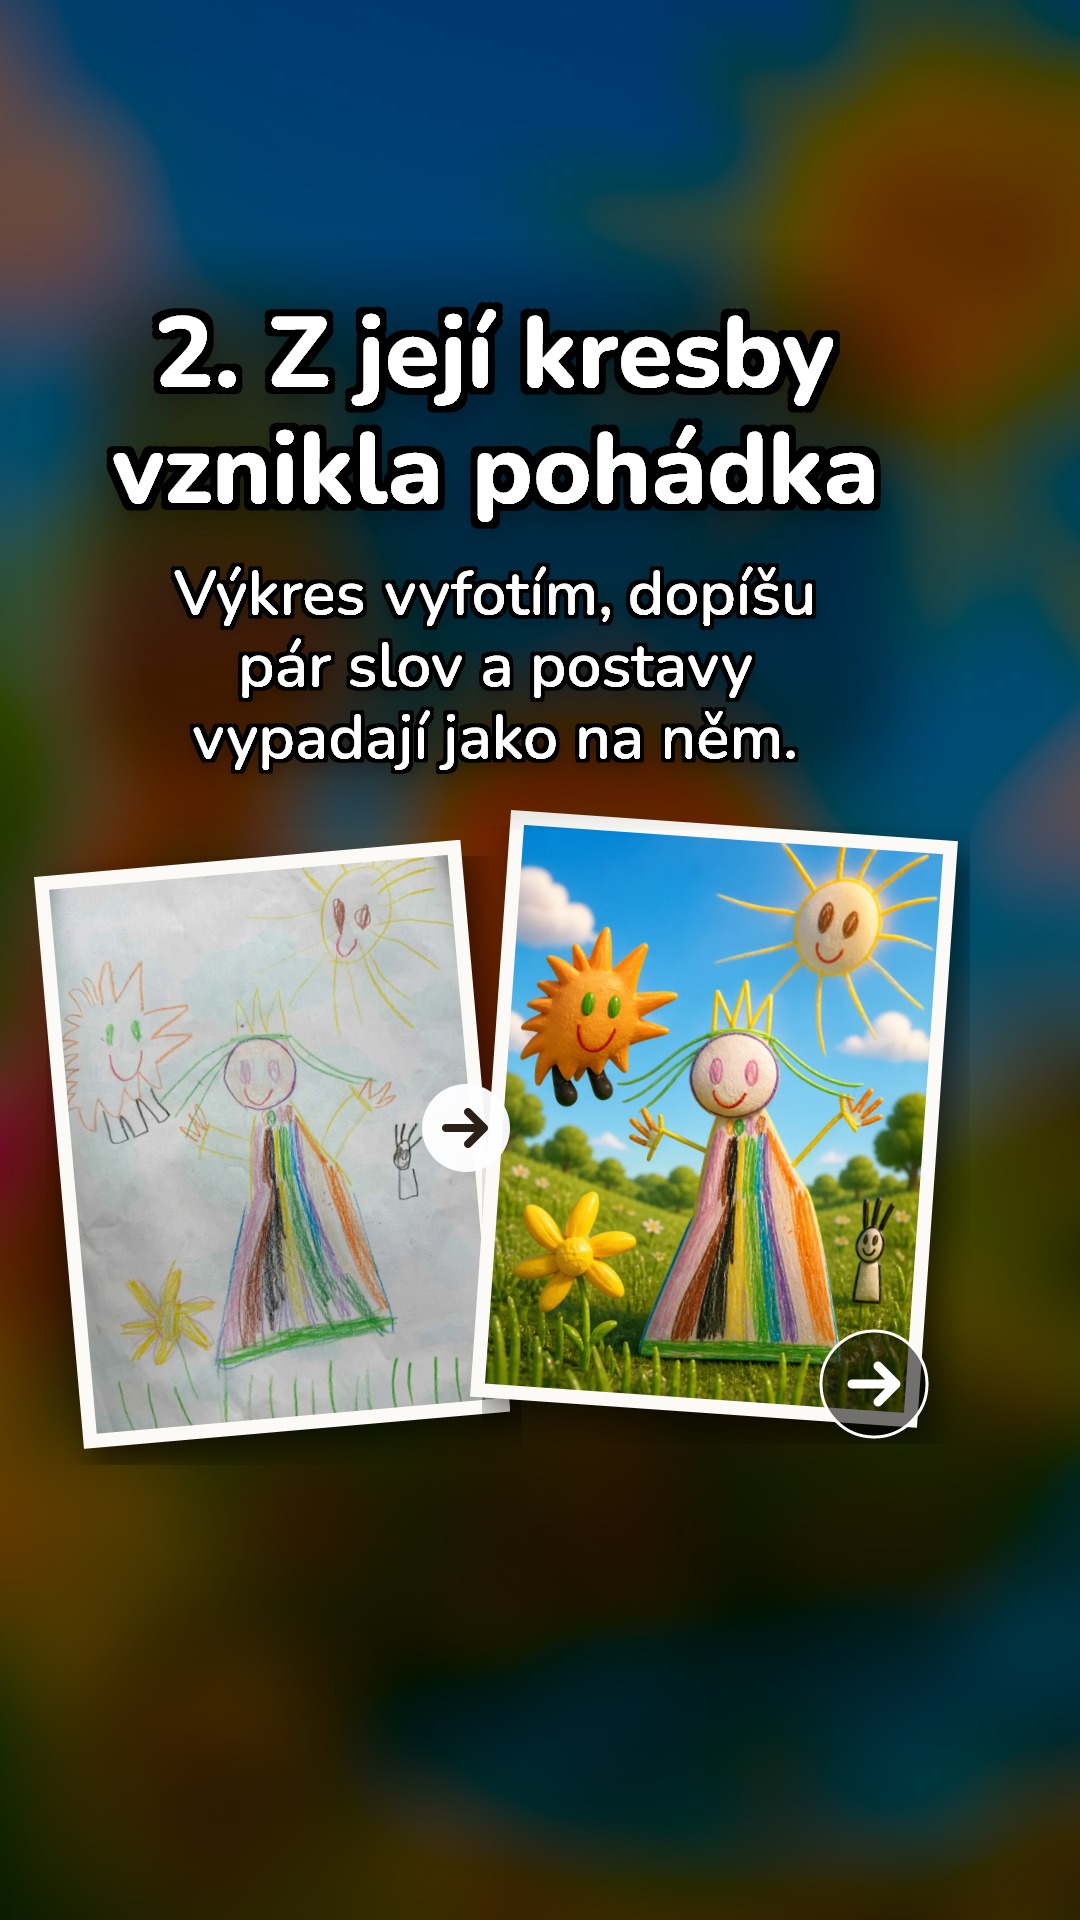 2. Z její kresby
vznikla pohádka
Výkres vyfotím, dopíšu
pár slov a postavy
vypadají jako na něm.